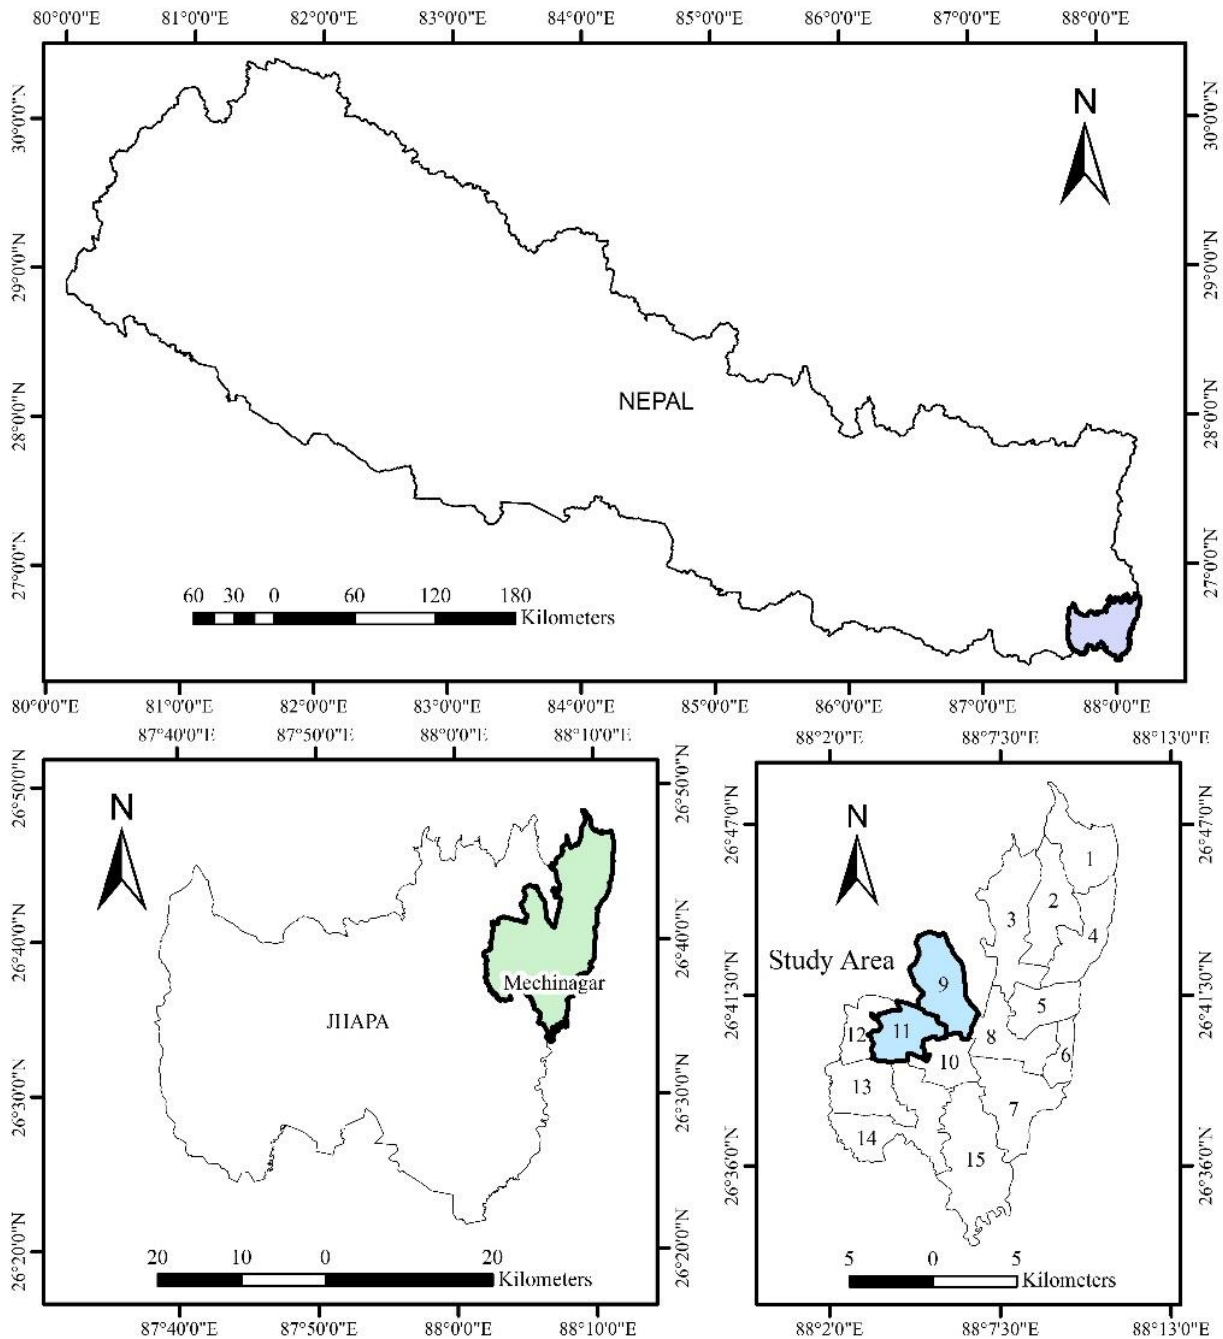 80°0'0"E 81°0'0"E 82°0'0"E 83°0'0"E 84°0'0"E 85°0'0"E 86°0'0"E 87°0'0"E 88°0'0"E
N
30°0'0"N 30°0'0"N
29°0'0"N 29°0'0"N
NEPAL
28°0'0"N 28°0'0"N
27°0'0"N 27°0'0"N
60 30 0 60 120 180
Kilometers
80°0'0"E 81°0'0"E 82°0'0"E 83°0'0"E 84°0'0"E 85°0'0"E 86°0'0"E 87°0'0"E 88°0'0"E
87°40'0"E 87°50'0"E 88°0'0"E 88°10'0"E
N
26°50'0"N 26°50'0"N
26°40'0"N 26°40'0"N
Mechinagar
JHAPA
26°30'0"N 26°30'0"N
26°20'0"N 26°20'0"N
20 10 0 20
Kilometers
87°40'0"E 87°50'0"E 88°0'0"E 88°10'0"E
88°2'0"E 88°7'30"E 88°13'0"E
N
26°47'0"N 26°47'0"N
1
2
3
4
Study Area
9
26°41'30"N 26°41'30"N
5
12 11 8
10 6
13
7
14
15
26°36'0"N 26°36'0"N
5 0 5
Kilometers
88°2'0"E 88°7'30"E 88°13'0"E